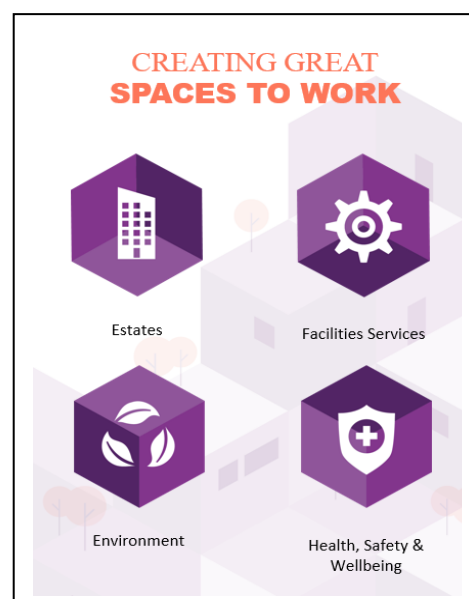 CREATING GREAT
SPACES TO WORK
Estates
Facilities Services
Environment
Health, Safety &
Wellbeing